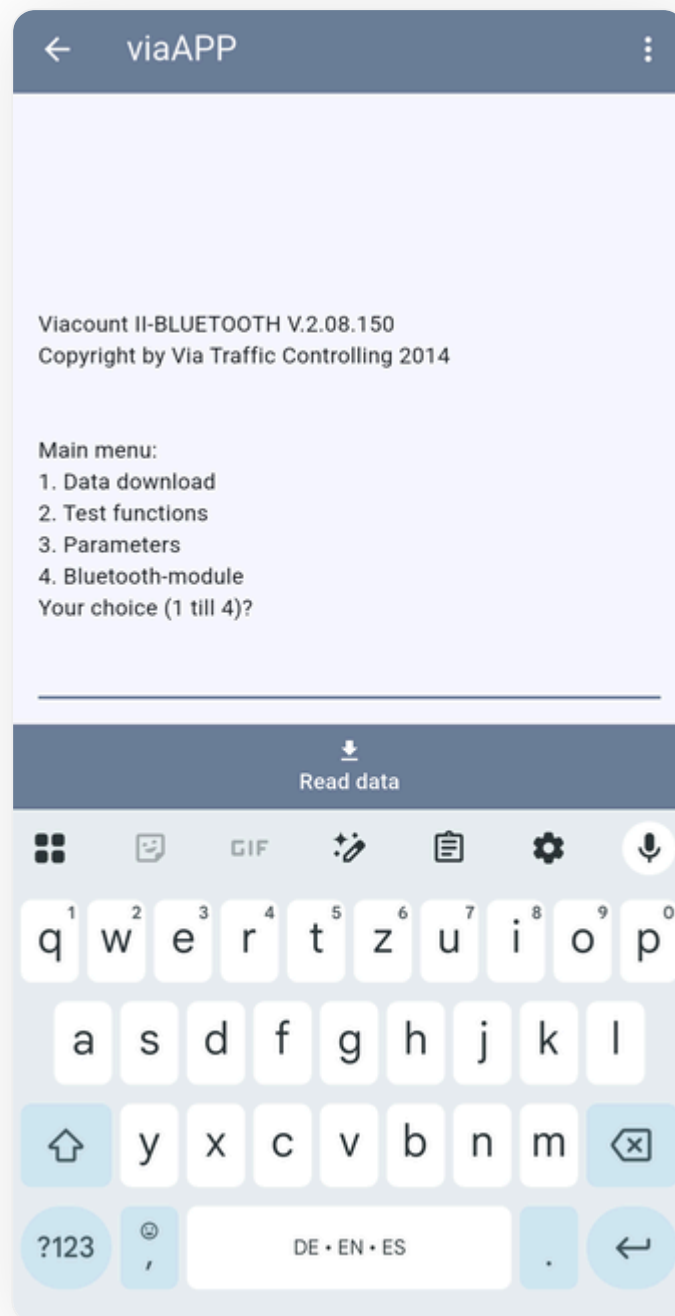 viaAPP
Viacount II-BLUETOOTH V.2.08.150
Copyright by Via Traffic Controlling 2014
Main menu:
1. Data download
2. Test functions
3. Parameters
4. Bluetooth-module
Your choice (1 till 4)?
Read data
GIF
1 2 3 4 5 6 7 8 9 0
q w e r t z u i o p
a s d f g h j k l
y x c v b n m
?123 , DE • EN • ES .